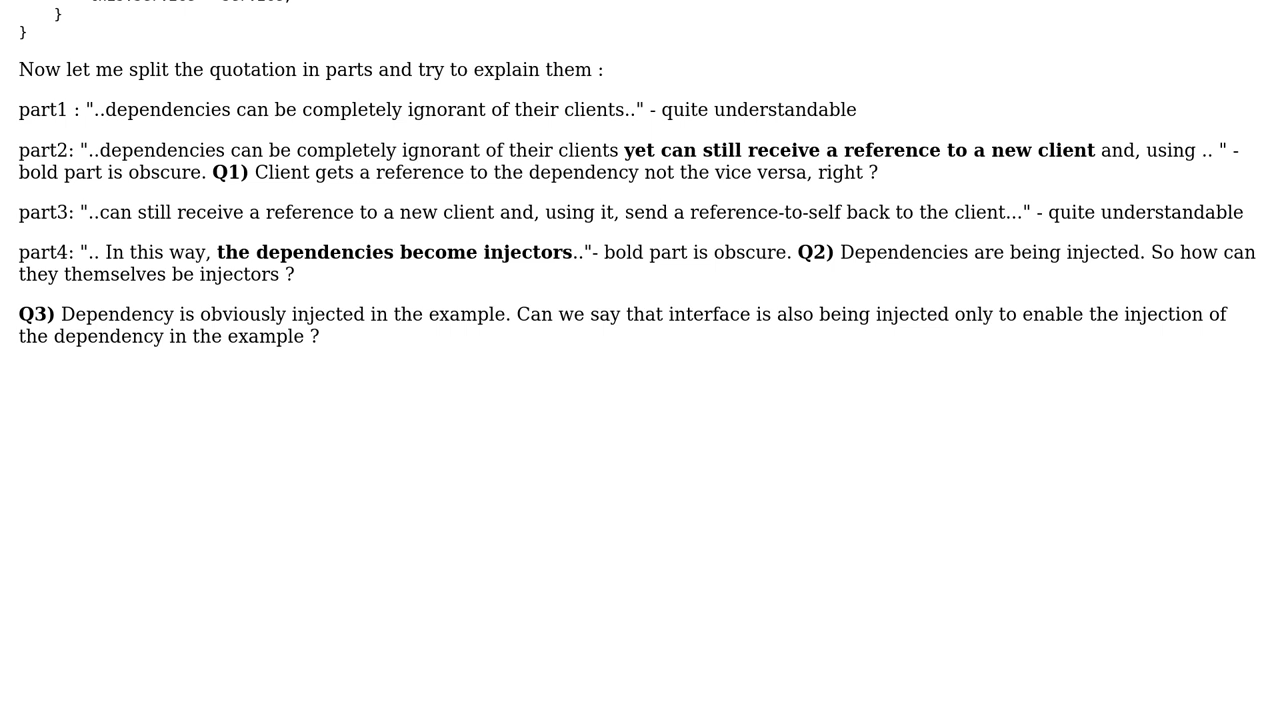 }
}
Now let me split the quotation in parts and try to explain them :
part1 : "..dependencies can be completely ignorant of their clients.." - quite understandable
part2: "..dependencies can be completely ignorant of their clients yet can still receive a reference to a new client and, using .. " -
bold part is obscure. Q1) Client gets a reference to the dependency not the vice versa, right ?
part3: "..can still receive a reference to a new client and, using it, send a reference-to-self back to the client..." - quite understandable
part4: ".. In this way, the dependencies become injectors.."- bold part is obscure. Q2) Dependencies are being injected. So how can
they themselves be injectors ?
Q3) Dependency is obviously injected in the example. Can we say that interface is also being injected only to enable the injection of
the dependency in the example ?